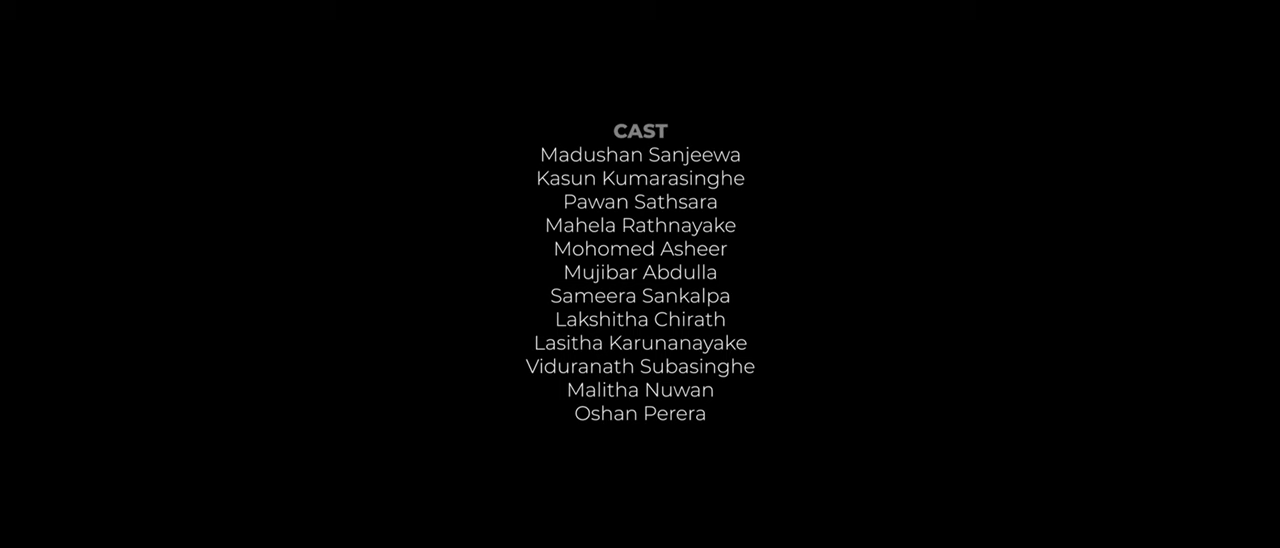 CAST
Madushan Sanjeewa
Kasun Kumarasinghe
Pawan Sathsara
Mahela Rathnayake
Mohomed Asheer
Mujibar Abdulla
Sameera Sankalpa
Lakshitha Chirath
Lasitha Karunanayake
Viduranath Subasinghe
Malitha Nuwan
Oshan Perera